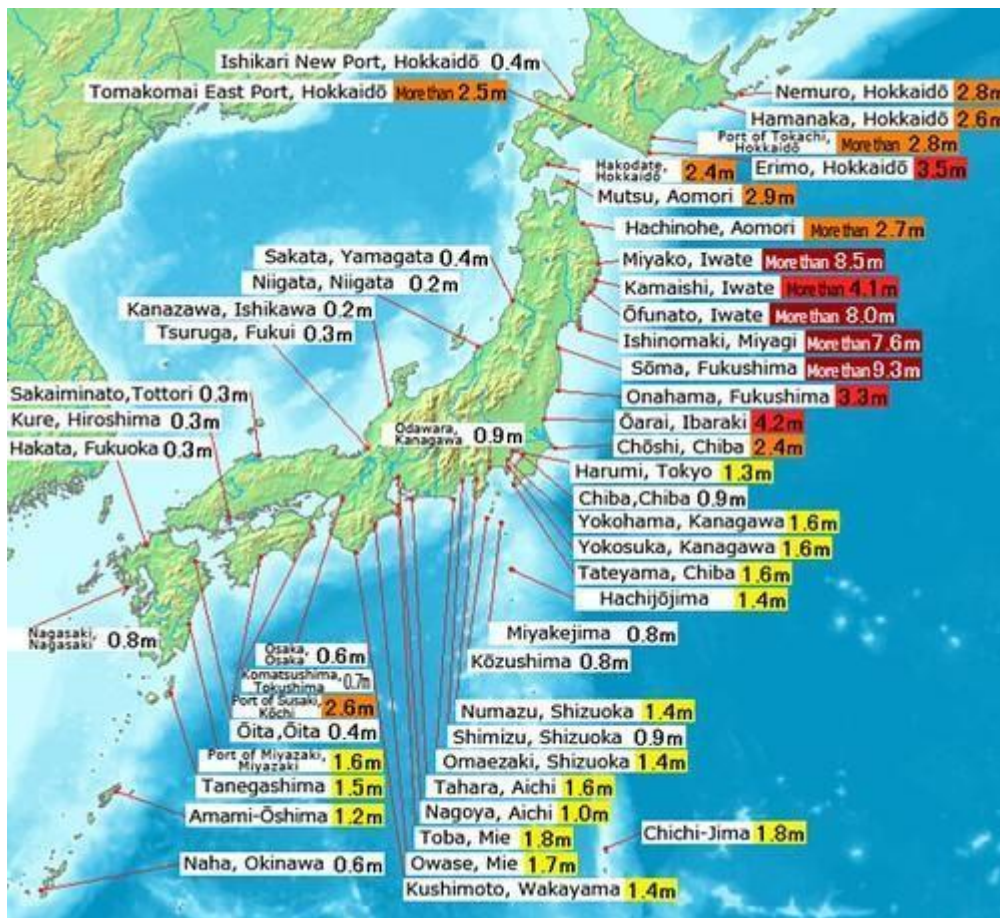 Ishikari New Port, Hokkaidō 0.4m
Tomakomai East Port, Hokkaidō More than 2.5m
Nemuro, Hokkaidō 2.8m
Hamanaka, Hokkaidō 2.6m
Port of Tokachi, Hokkaidō More than 2.8m
Hakodate, Hokkaidō 2.4m
Erimo, Hokkaidō 3.5m
Mutsu, Aomori 2.9m
Hachinohe, Aomori More than 2.7m
Sakata, Yamagata 0.4m
Miyako, Iwate More than 8.5m
Niigata, Niigata 0.2m
Kamaishi, Iwate More than 4.1m
Kanazawa, Ishikawa 0.2m
Ōfunato, Iwate More than 8.0m
Tsuruga, Fukui 0.3m
Ishinomaki, Miyagi More than 7.6m
Sōma, Fukushima More than 9.3m
Sakaiminato,Tottori 0.3m
Onahama, Fukushima 3.3m
Kure, Hiroshima 0.3m
Ōarai, Ibaraki 4.2m
Odawara, Kanagawa 0.9m
Hakata, Fukuoka 0.3m
Chōshi, Chiba 2.4m
Harumi, Tokyo 1.3m
Chiba,Chiba 0.9m
Yokohama, Kanagawa 1.6m
Yokosuka, Kanagawa 1.6m
Tateyama, Chiba 1.6m
Hachijōjima 1.4m
Nagasaki, Nagasaki 0.8m
Miyakejima 0.8m
Osaka, Osaka 0.6m
Kōzushima 0.8m
Komatsushima, Tokushima 0.7m
Port of Susaki, Kōchi 2.6m
Numazu, Shizuoka 1.4m
Ōita,Ōita 0.4m
Shimizu, Shizuoka 0.9m
Port of Miyazaki, Miyazaki 1.6m
Omaezaki, Shizuoka 1.4m
Tanegashima 1.5m
Tahara, Aichi 1.6m
Amami-Ōshima 1.2m
Nagoya, Aichi 1.0m
Toba, Mie 1.8m
Chichi-Jima 1.8m
Naha, Okinawa 0.6m
Owase, Mie 1.7m
Kushimoto, Wakayama 1.4m